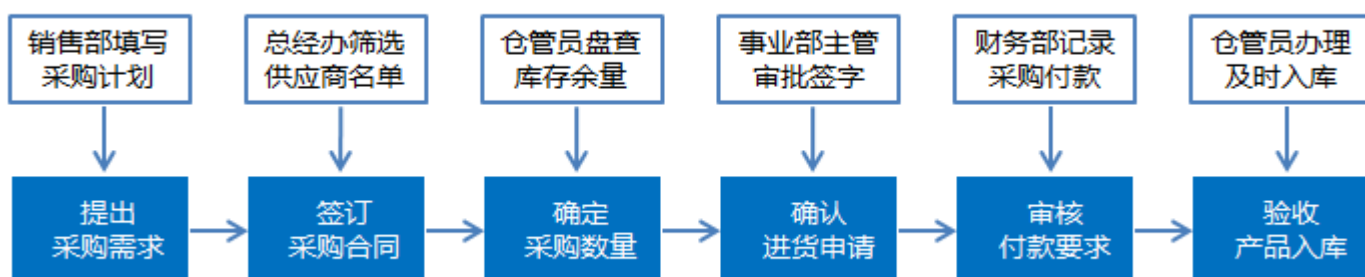 销售部填写
采购计划
总经办筛选
供应商名单
仓管员盘查
库存余量
事业部主管
审批签字
财务部记录
采购付款
仓管员办理
及时入库
提出
采购需求
签订
采购合同
确定
采购数量
确认
进货申请
审核
付款要求
验收
产品入库